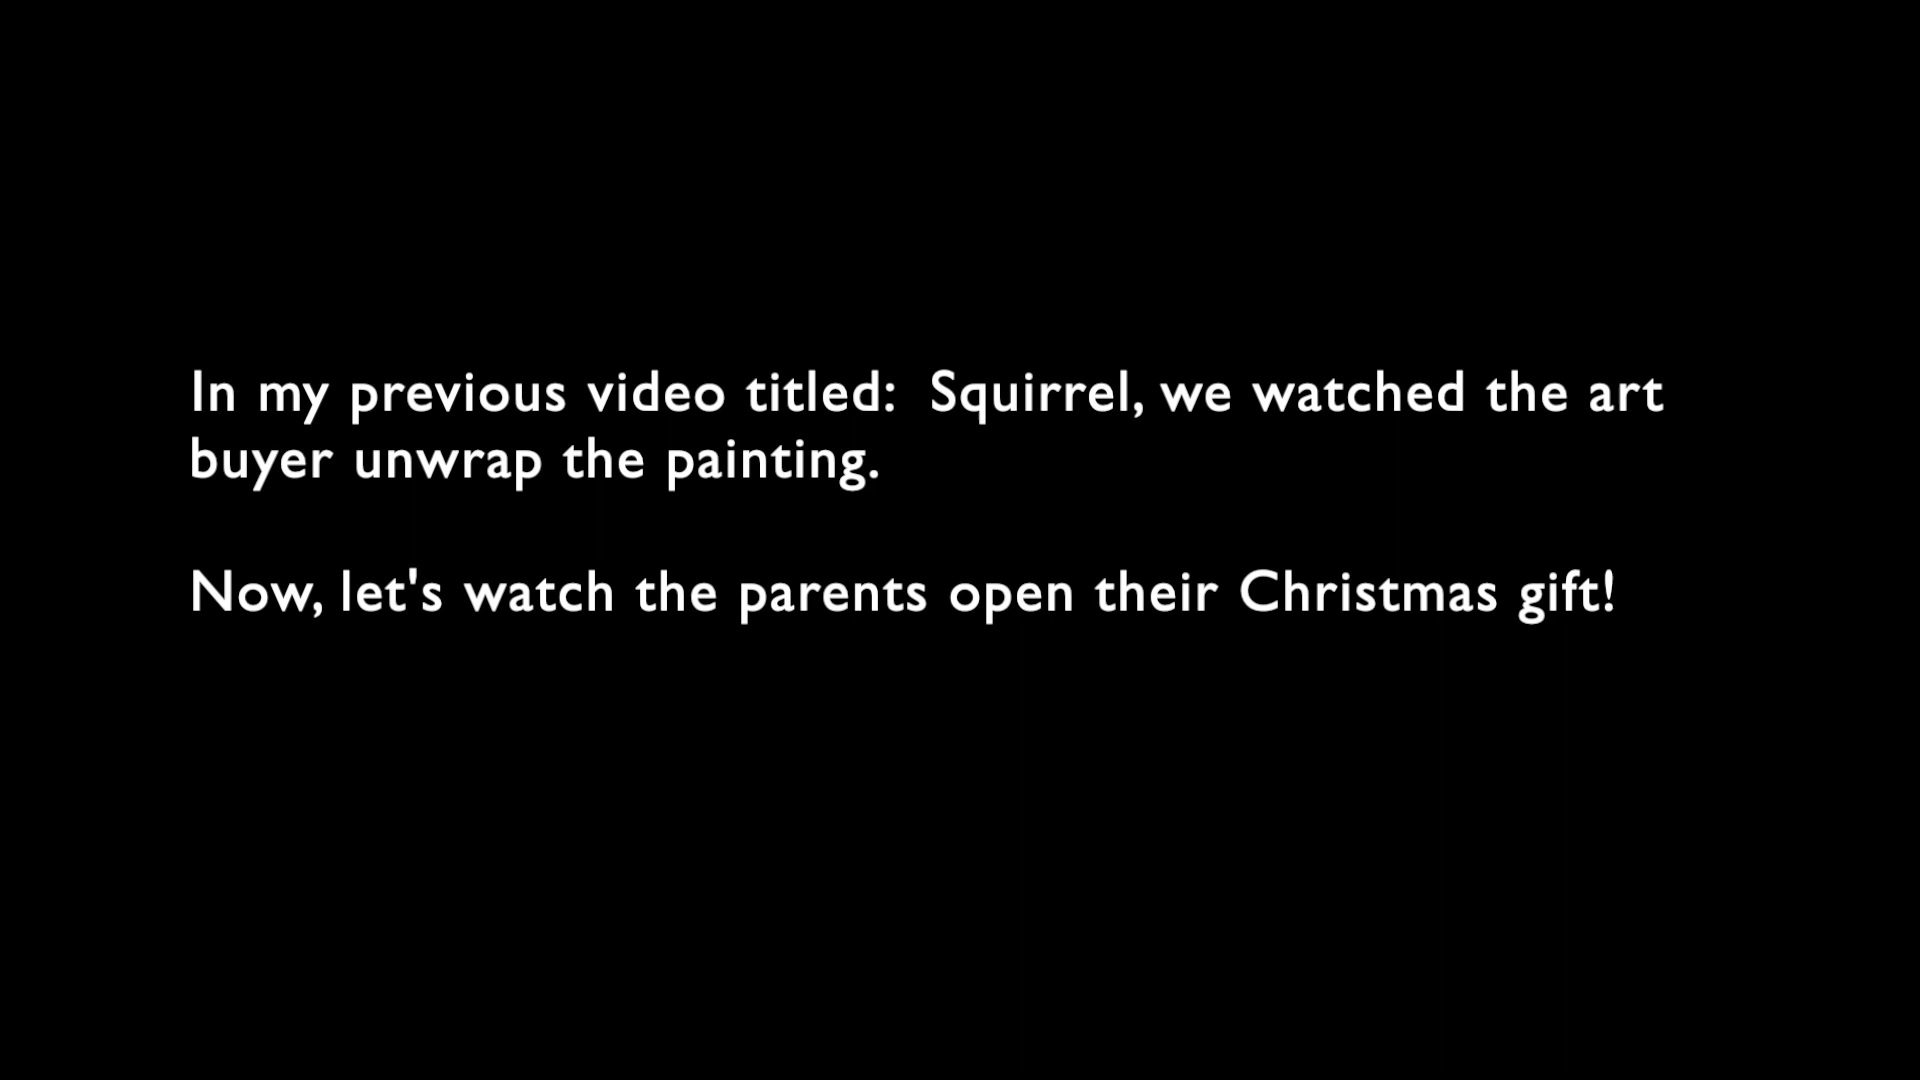 In my previous video titled:  Squirrel, we watched the art
buyer unwrap the painting.
Now, let's watch the parents open their Christmas gift!